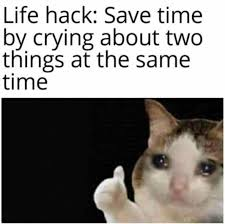 Life hack: Save time
by crying about two
things at the same
time